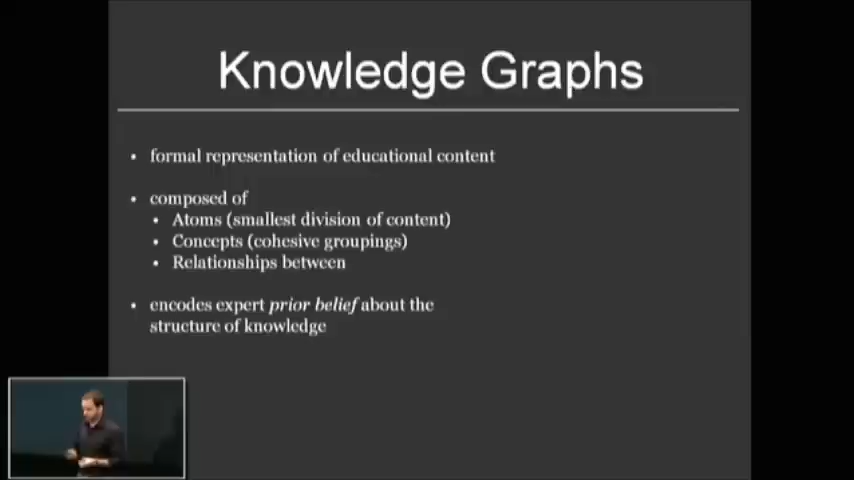 Knowledge Graphs
• formal representation of educational content
• composed of
• Atoms (smallest division of content)
• Concepts (cohesive groupings)
• Relationships between
• encodes expert prior belief about the
structure of knowledge